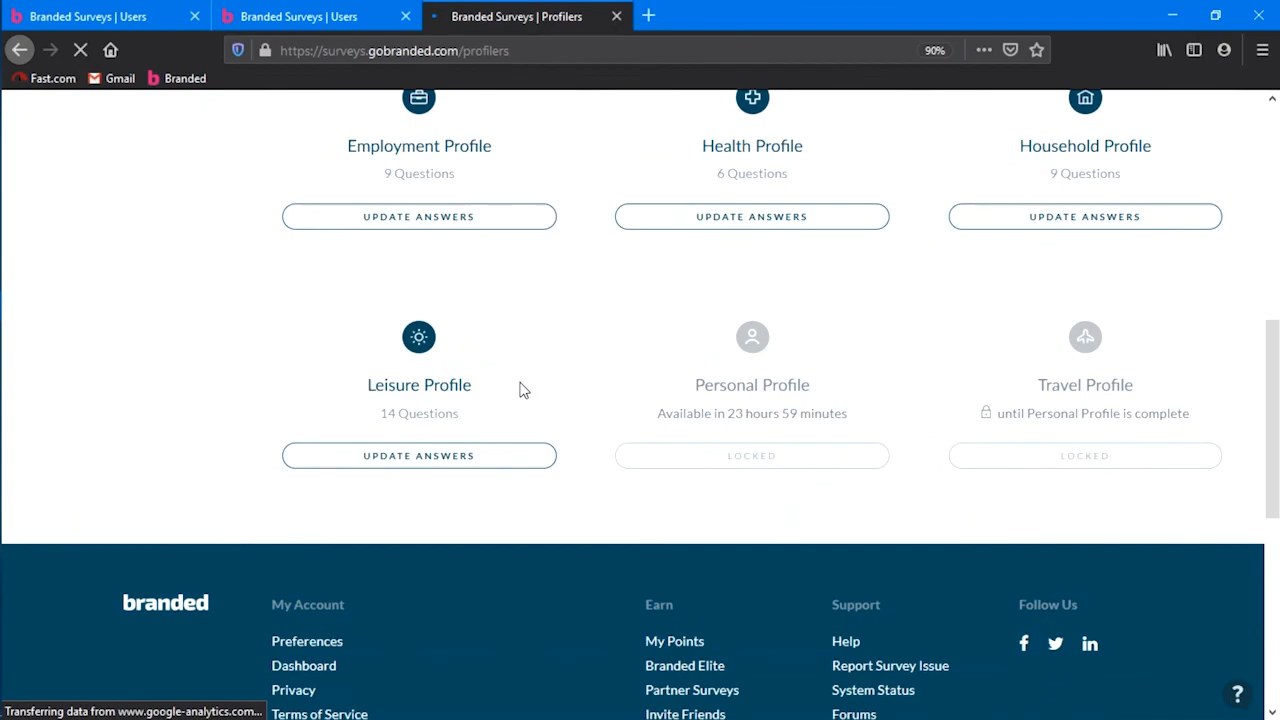 Branded Surveys | Users
Branded Surveys | Users
Branded Surveys | Profilers
https://surveys.gobranded.com/profilers
90%
Fast.com
Gmail
Branded
Employment Profile
Health Profile
Household Profile
9 Questions
6 Questions
9 Questions
UPDATE ANSWERS
UPDATE ANSWERS
UPDATE ANSWERS
Leisure Profile
Personal Profile
Travel Profile
14 Questions
Available in 23 hours 59 minutes
until Personal Profile is complete
UPDATE ANSWERS
LOCKED
LOCKED
branded
My Account
Earn
Support
Follow Us
Preferences
My Points
Help
Dashboard
Branded Elite
Report Survey Issue
Privacy
Partner Surveys
System Status
Terms of Service
Invite Friends
Forums
Transferring data from www.google-analytics.com...
?